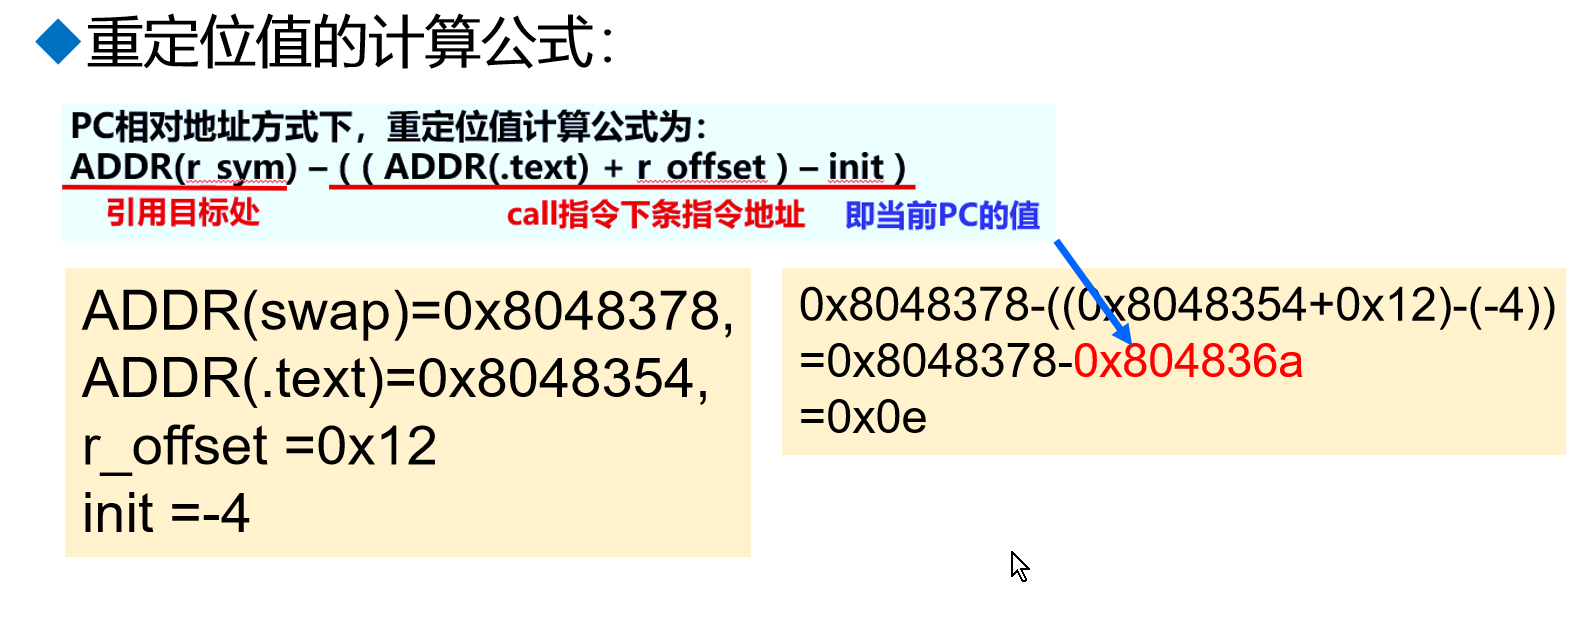 重定位值的计算公式：
PC相对地址方式下，重定位值计算公式为：
ADDR(r_sym) – ( ( ADDR(.text) + r_offset ) – init )
引用目标处 call指令下条指令地址 即当前PC的值
ADDR(swap)=0x8048378,
ADDR(.text)=0x8048354,
r_offset =0x12
init =-4
0x8048378-((0x8048354+0x12)-(-4))
=0x8048378-0x804836a
=0x0e